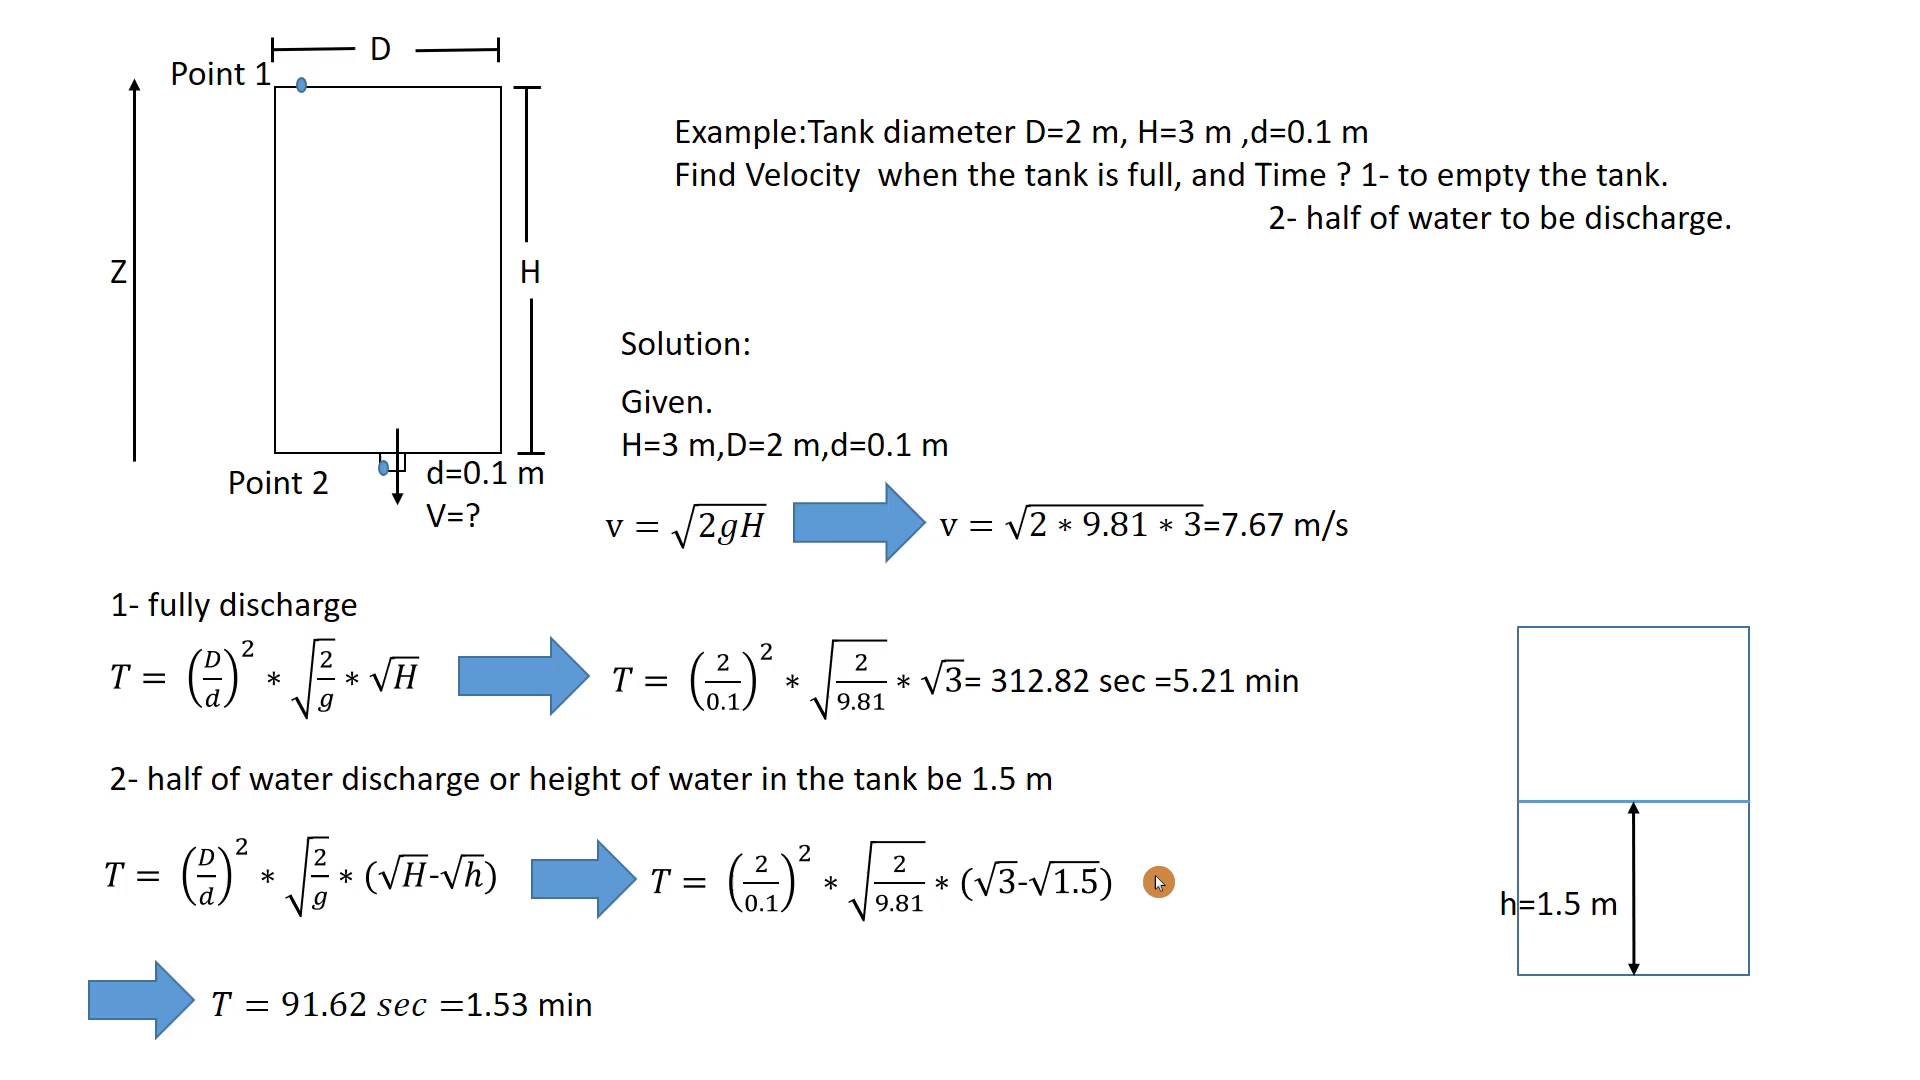 D
Point 1
Example:Tank diameter D=2 m, H=3 m ,d=0.1 m
Find Velocity  when the tank is full, and Time ? 1- to empty the tank.
2- half of water to be discharge.
Z
H
Solution:
Given.
H=3 m,D=2 m,d=0.1 m
Point 2
d=0.1 m
V=?
v = √2gH
v = √2 ∗ 9.81 ∗ 3=7.67 m/s
1- fully discharge
T = (D/d)² ∗ √2/g ∗ √H
T = (2/0.1)² ∗ √2/9.81 ∗ √3= 312.82 sec =5.21 min
2- half of water discharge or height of water in the tank be 1.5 m
T = (D/d)² ∗ √2/g ∗ (√H-√h)
T = (2/0.1)² ∗ √2/9.81 ∗ (√3-√1.5)
h=1.5 m
T = 91.62 sec =1.53 min